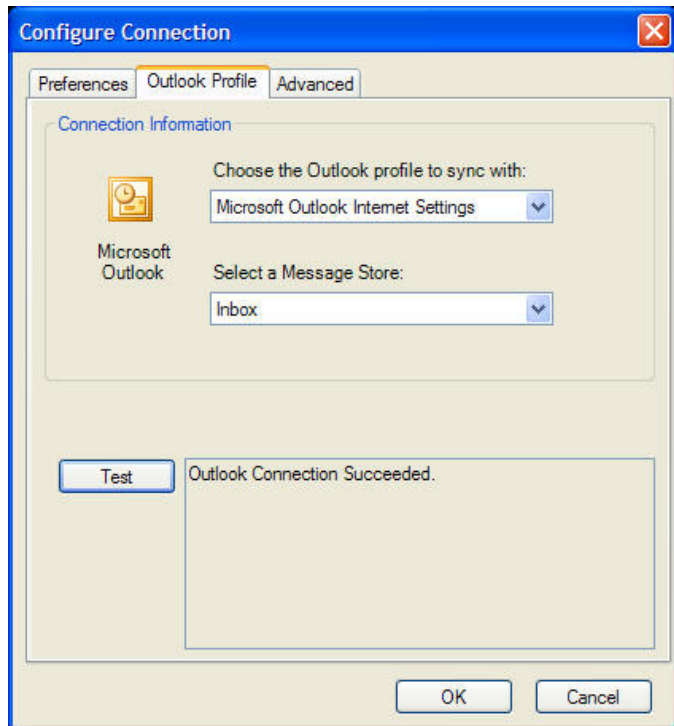 Configure Connection
Preferences
Outlook Profile
Advanced
Connection Information
Choose the Outlook profile to sync with:
Microsoft Outlook Internet Settings
Microsoft
Outlook
Select a Message Store:
Inbox
Test
Outlook Connection Succeeded.
OK
Cancel